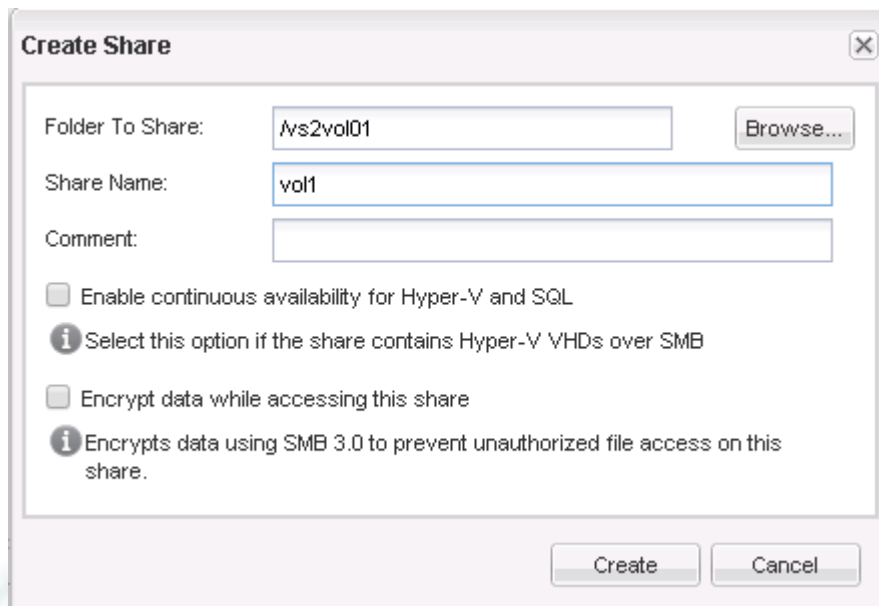 Create Share
Folder To Share: /vs2vol01 Browse...
Share Name: vol1
Comment:
Enable continuous availability for Hyper-V and SQL
Select this option if the share contains Hyper-V VHDs over SMB
Encrypt data while accessing this share
Encrypts data using SMB 3.0 to prevent unauthorized file access on this
share.
Create Cancel